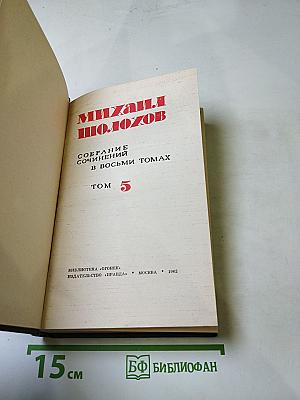 МИХАИЛ
ШОЛОХОВ
СОБРАНИЕ
СОЧИНЕНИЙ
В ВОСЬМИ ТОМАХ
ТОМ 5
БИБЛИОТЕКА «ОГОНЕК»
ИЗДАТЕЛЬСТВО «ПРАВДА» • МОСКВА • 1962
15 см
БФ БИБЛИОФАН